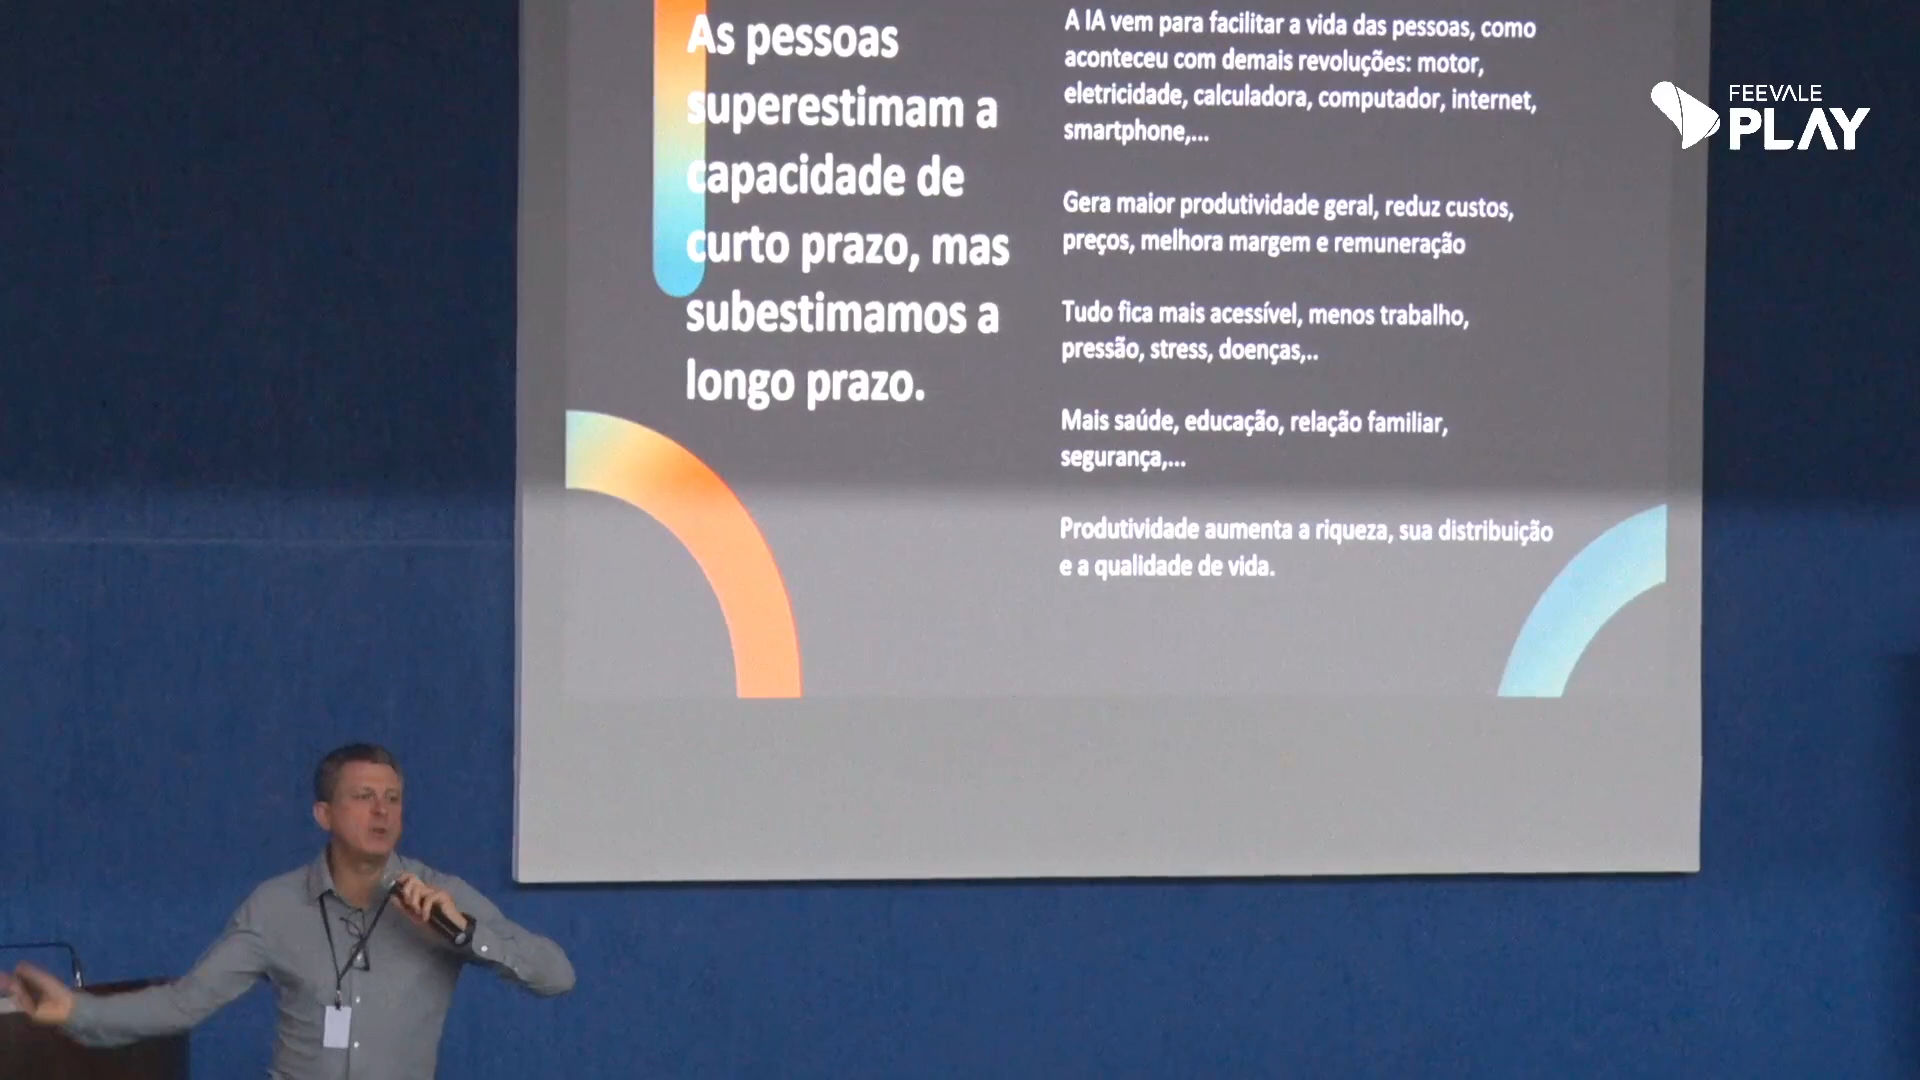 As pessoas
superestimam a
capacidade de
curto prazo, mas
subestimamos a
longo prazo.
A IA vem para facilitar a vida das pessoas, como
aconteceu com demais revoluções: motor,
eletricidade, calculadora, computador, internet,
smartphone,...
Gera maior produtividade geral, reduz custos,
preços, melhora margem e remuneração
Tudo fica mais acessível, menos trabalho,
pressão, stress, doenças,..
Mais saúde, educação, relação familiar,
segurança,...
Produtividade aumenta a riqueza, sua distribuição
e a qualidade de vida.
FEEVALE
PLAY